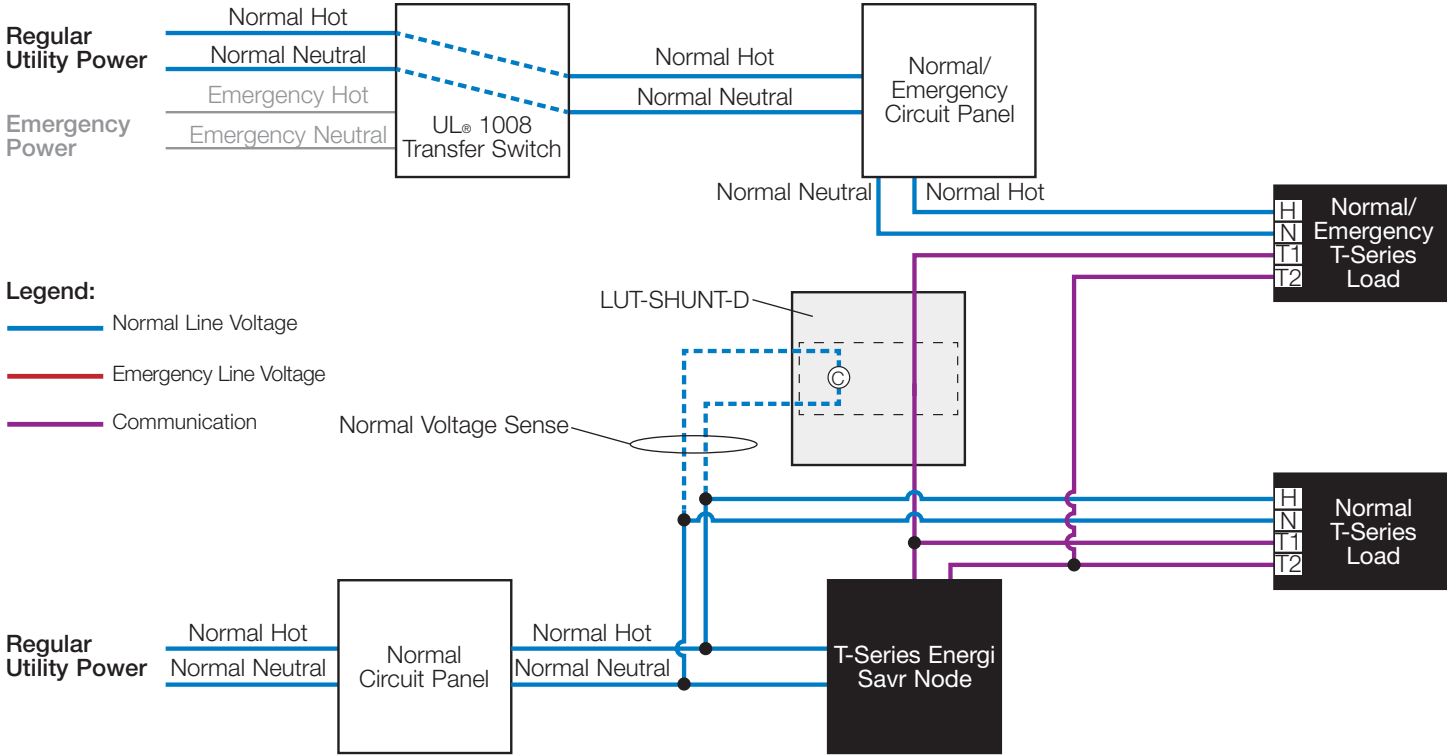 Regular
Utility Power
Normal Hot
Normal Neutral
Emergency
Power
Emergency Hot
Emergency Neutral
UL® 1008
Transfer Switch
Normal Hot
Normal Neutral
Normal/
Emergency
Circuit Panel
Normal Neutral
Normal Hot
H
N
T1
T2
Normal/
Emergency
T-Series
Load
Legend:
Normal Line Voltage
Emergency Line Voltage
Communication
LUT-SHUNT-D
C
Normal Voltage Sense
H
N
T1
T2
Normal
T-Series
Load
Regular
Utility Power
Normal Hot
Normal Neutral
Normal
Circuit Panel
Normal Hot
Normal Neutral
T-Series Energi
Savr Node